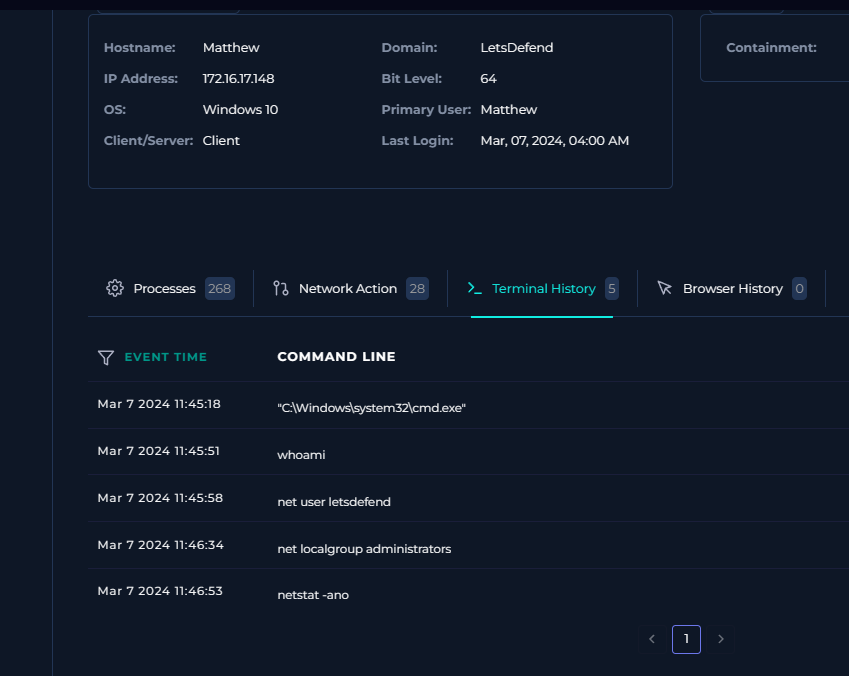 Hostname: Matthew Domain: LetsDefend Containment:
IP Address: 172.16.17.148 Bit Level: 64
OS: Windows 10 Primary User: Matthew
Client/Server: Client Last Login: Mar, 07, 2024, 04:00 AM
Processes 268 Network Action 28 Terminal History 5 Browser History 0
EVENT TIME COMMAND LINE
Mar 7 2024 11:45:18 "C:\Windows\system32\cmd.exe"
Mar 7 2024 11:45:51 whoami
Mar 7 2024 11:45:58 net user letsdefend
Mar 7 2024 11:46:34 net localgroup administrators
Mar 7 2024 11:46:53 netstat -ano
1